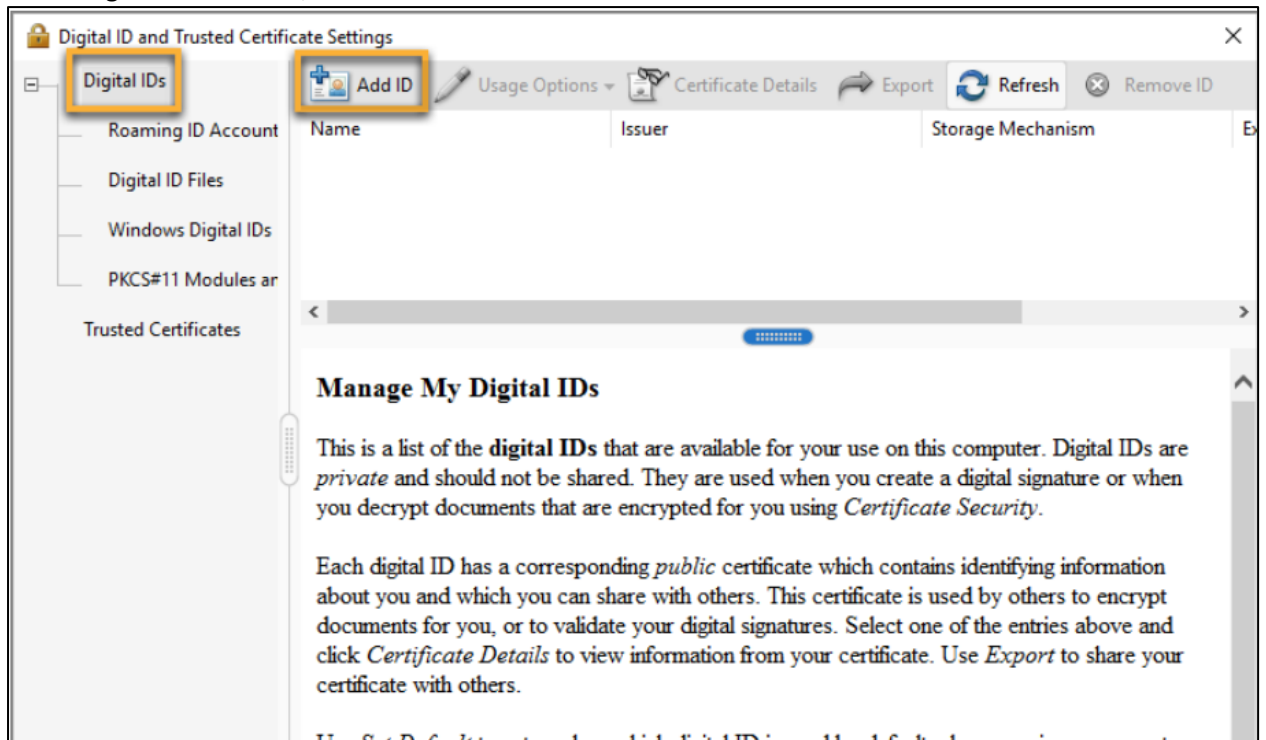 Digital ID and Trusted Certificate Settings
Digital IDs
Add ID
Usage Options
Certificate Details
Export
Refresh
Remove ID
Roaming ID Account
Digital ID Files
Windows Digital IDs
PKCS#11 Modules an
Trusted Certificates
Name Issuer Storage Mechanism
Manage My Digital IDs
This is a list of the digital IDs that are available for your use on this computer. Digital IDs are
private and should not be shared. They are used when you create a digital signature or when
you decrypt documents that are encrypted for you using Certificate Security.
Each digital ID has a corresponding public certificate which contains identifying information
about you and which you can share with others. This certificate is used by others to encrypt
documents for you, or to validate your digital signatures. Select one of the entries above and
click Certificate Details to view information from your certificate. Use Export to share your
certificate with others.